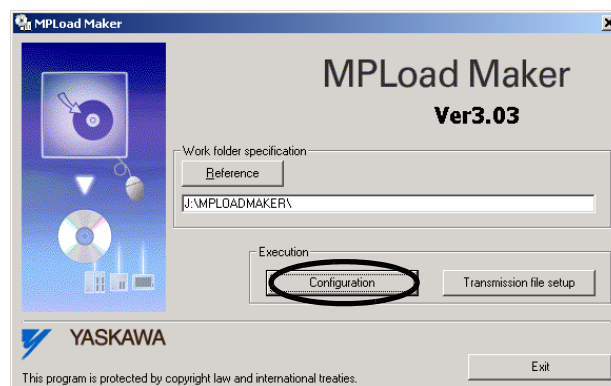 MPLoad Maker
MPLoad Maker
Ver3.03
Work folder specification
Reference
J:\MPLOADMAKER\
Execution
Configuration
Transmission file setup
YASKAWA
This program is protected by copyright law and international treaties.
Exit